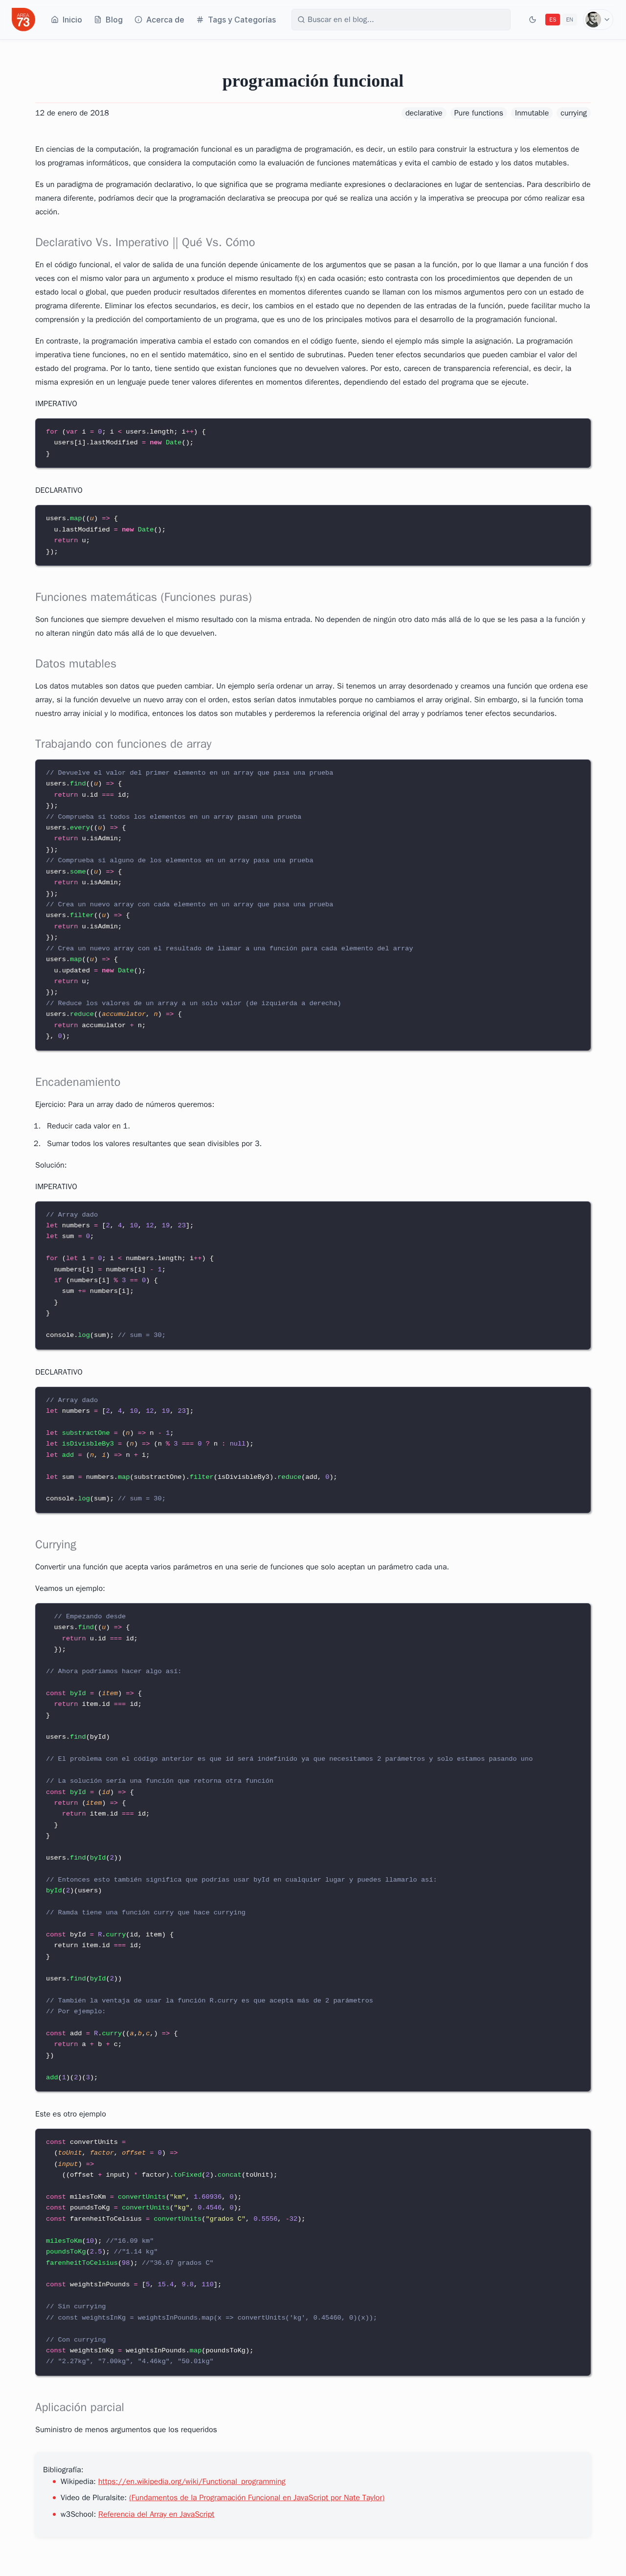 AMCA
73
Inicio
Blog
Acerca de
Tags y Categorías
Buscar en el blog...
ES
EN
programación funcional
12 de enero de 2018
declarative
Pure functions
Inmutable
currying
En ciencias de la computación, la programación funcional es un paradigma de programación, es decir, un estilo para construir la estructura y los elementos de
los programas informáticos, que considera la computación como la evaluación de funciones matemáticas y evita el cambio de estado y los datos mutables.
Es un paradigma de programación declarativo, lo que significa que se programa mediante expresiones o declaraciones en lugar de sentencias. Para describirlo de
manera diferente, podríamos decir que la programación declarativa se preocupa por qué se realiza una acción y la imperativa se preocupa por cómo realizar esa
acción.
Declarativo Vs. Imperativo || Qué Vs. Cómo
En el código funcional, el valor de salida de una función depende únicamente de los argumentos que se pasan a la función, por lo que llamar a una función f dos
veces con el mismo valor para un argumento x produce el mismo resultado f(x) en cada ocasión; esto contrasta con los procedimientos que dependen de un
estado local o global, que pueden producir resultados diferentes en momentos diferentes cuando se llaman con los mismos argumentos pero con un estado de
programa diferente. Eliminar los efectos secundarios, es decir, los cambios en el estado que no dependen de las entradas de la función, puede facilitar mucho la
comprensión y la predicción del comportamiento de un programa, que es uno de los principales motivos para el desarrollo de la programación funcional.
En contraste, la programación imperativa cambia el estado con comandos en el código fuente, siendo el ejemplo más simple la asignación. La programación
imperativa tiene funciones, no en el sentido matemático, sino en el sentido de subrutinas. Pueden tener efectos secundarios que pueden cambiar el valor del
estado del programa. Por lo tanto, tiene sentido que existan funciones que no devuelven valores. Por esto, carecen de transparencia referencial, es decir, la
misma expresión en un lenguaje puede tener valores diferentes en momentos diferentes, dependiendo del estado del programa que se ejecute.
IMPERATIVO
for (var i = 0; i < users.length; i++) {
  users[i].lastModified = new Date();
}
DECLARATIVO
users.map((u) => {
  u.lastModified = new Date();
  return u;
});
Funciones matemáticas (Funciones puras)
Son funciones que siempre devuelven el mismo resultado con la misma entrada. No dependen de ningún otro dato más allá de lo que se les pasa a la función y
no alteran ningún dato más allá de lo que devuelven.
Datos mutables
Los datos mutables son datos que pueden cambiar. Un ejemplo sería ordenar un array. Si tenemos un array desordenado y creamos una función que ordena ese
array, si la función devuelve un nuevo array con el orden, estos serían datos inmutables porque no cambiamos el array original. Sin embargo, si la función toma
nuestro array inicial y lo modifica, entonces los datos son mutables y perderemos la referencia original del array y podríamos tener efectos secundarios.
Trabajando con funciones de array
// Devuelve el valor del primer elemento en un array que pasa una prueba
users.find((u) => {
  return u.id === id;
});
// Comprueba si todos los elementos en un array pasan una prueba
users.every((u) => {
  return u.isAdmin;
});
// Comprueba si alguno de los elementos en un array pasa una prueba
users.some((u) => {
  return u.isAdmin;
});
// Crea un nuevo array con cada elemento en un array que pasa una prueba
users.filter((u) => {
  return u.isAdmin;
});
// Crea un nuevo array con el resultado de llamar a una función para cada elemento del array
users.map((u) => {
  u.updated = new Date();
  return u;
});
// Reduce los valores de un array a un solo valor (de izquierda a derecha)
users.reduce((accumulator, n) => {
  return accumulator + n;
}, 0);
Encadenamiento
Ejercicio: Para un array dado de números queremos:
1. Reducir cada valor en 1.
2. Sumar todos los valores resultantes que sean divisibles por 3.
Solución:
IMPERATIVO
// Array dado
let numbers = [2, 4, 10, 12, 19, 23];
let sum = 0;
for (let i = 0; i < numbers.length; i++) {
  numbers[i] = numbers[i] - 1;
  if (numbers[i] % 3 == 0) {
    sum += numbers[i];
  }
}
console.log(sum); // sum = 30;
DECLARATIVO
// Array dado
let numbers = [2, 4, 10, 12, 19, 23];
let substractOne = (n) => n - 1;
let isDivisbleBy3 = (n) => (n % 3 === 0 ? n : null);
let add = (n, i) => n + i;
let sum = numbers.map(substractOne).filter(isDivisbleBy3).reduce(add, 0);
console.log(sum); // sum = 30;
Currying
Convertir una función que acepta varios parámetros en una serie de funciones que solo aceptan un parámetro cada una.
Veamos un ejemplo:
  // Empezando desde
  users.find((u) => {
    return u.id === id;
  });
// Ahora podríamos hacer algo así:
const byId = (item) => {
  return item.id === id;
}
users.find(byId)
// El problema con el código anterior es que id será indefinido ya que necesitamos 2 parámetros y solo estamos pasando uno
// La solución sería una función que retorna otra función
const byId = (id) => {
  return (item) => {
    return item.id === id;
  }
}
users.find(byId(2))
// Entonces esto también significa que podrías usar byId en cualquier lugar y puedes llamarlo así:
byId(2)(users)
// Ramda tiene una función curry que hace currying
const byId = R.curry(id, item) {
  return item.id === id;
}
users.find(byId(2))
// También la ventaja de usar la función R.curry es que acepta más de 2 parámetros
// Por ejemplo:
const add = R.curry((a,b,c,) => {
  return a + b + c;
})
add(1)(2)(3);
Este es otro ejemplo
const convertUnits =
  (toUnit, factor, offset = 0) =>
  (input) =>
    ((offset + input) * factor).toFixed(2).concat(toUnit);
const milesToKm = convertUnits("km", 1.60936, 0);
const poundsToKg = convertUnits("kg", 0.4546, 0);
const farenheitToCelsius = convertUnits("grados C", 0.5556, -32);
milesToKm(10); //"16.09 km"
poundsToKg(2.5); //"1.14 kg"
farenheitToCelsius(98); //"36.67 grados C"
const weightsInPounds = [5, 15.4, 9.8, 110];
// Sin currying
// const weightsInKg = weightsInPounds.map(x => convertUnits('kg', 0.45460, 0)(x));
// Con currying
const weightsInKg = weightsInPounds.map(poundsToKg);
// "2.27kg", "7.00kg", "4.46kg", "50.01kg"
Aplicación parcial
Suministro de menos argumentos que los requeridos
Bibliografía:
Wikipedia: https://en.wikipedia.org/wiki/Functional_programming
Video de Pluralsite: (Fundamentos de la Programación Funcional en JavaScript por Nate Taylor)
w3School: Referencia del Array en JavaScript